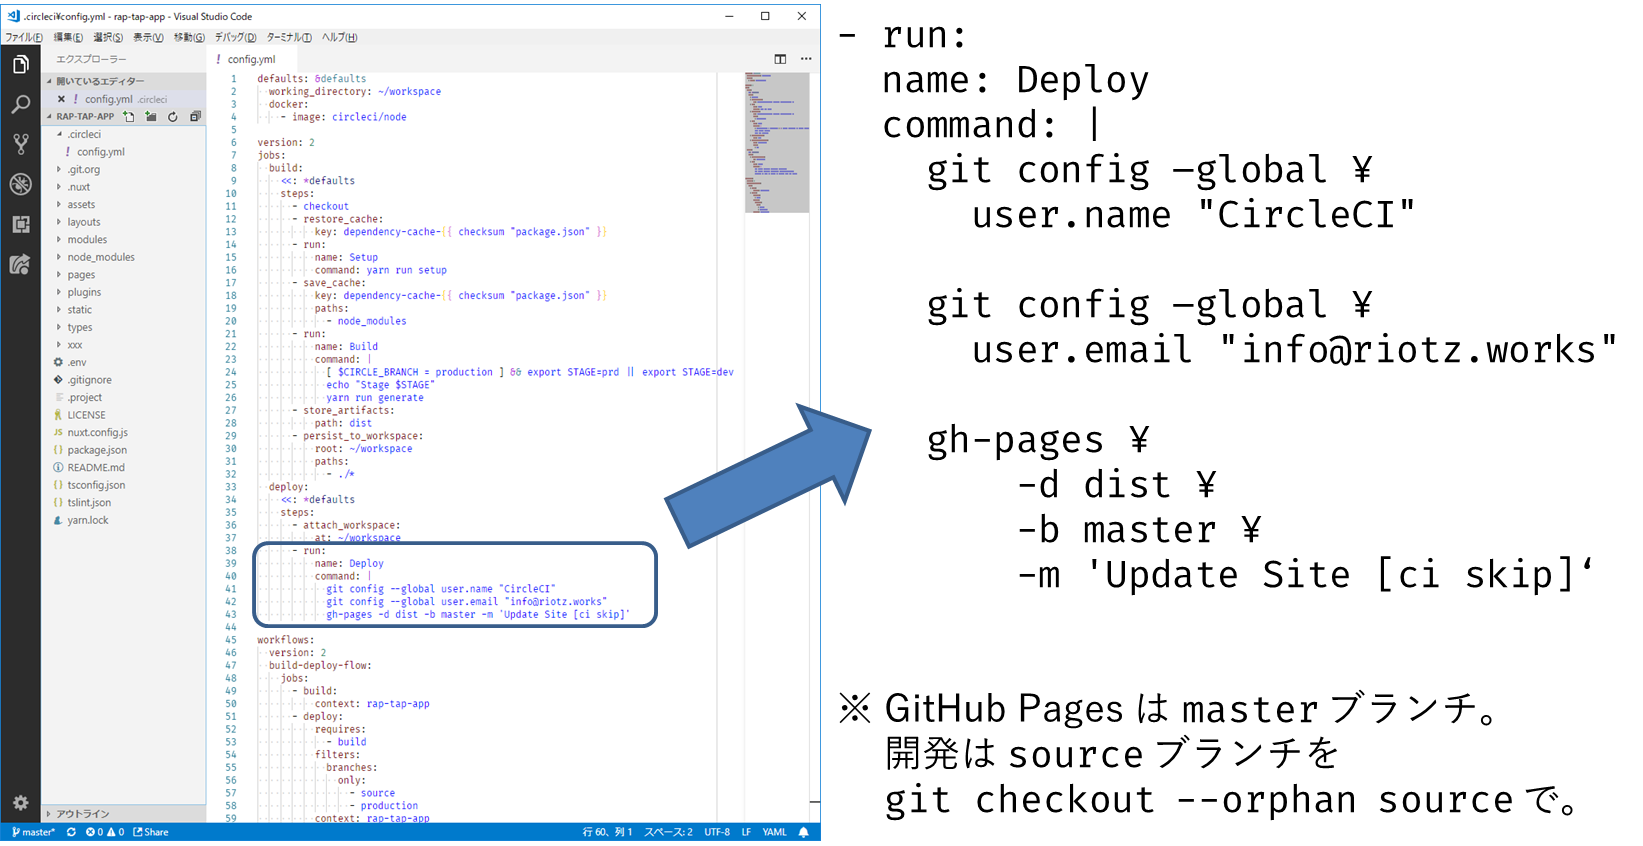 .circleci¥config.yml - rap-tap-app - Visual Studio Code
ファイル(F) 編集(E) 選択(S) 表示(V) 移動(G) デバッグ(D) ターミナル(T) ヘルプ(H)
エクスプローラー
開いているエディター
× ! config.yml .circleci
RAP-TAP-APP
.circleci
! config.yml
.git.org
.nuxt
assets
layouts
modules
node_modules
pages
plugins
static
types
xxx
.env
.gitignore
.project
LICENSE
JS nuxt.config.js
{} package.json
README.md
{} tsconfig.json
{} tslint.json
yarn.lock
アウトライン
! config.yml
1 defaults: &defaults
2 working_directory: ~/workspace
3 docker:
4 - image: circleci/node
5
6 version: 2
7 jobs:
8 build:
9 <<: *defaults
10 steps:
11 - checkout
12 - restore_cache:
13 key: dependency-cache-{{ checksum "package.json" }}
14 - run:
15 name: Setup
16 command: yarn run setup
17 - save_cache:
18 key: dependency-cache-{{ checksum "package.json" }}
19 paths:
20 - node_modules
21 - run:
22 name: Build
23 command: |
24 [ $CIRCLE_BRANCH = production ] && export STAGE=prd || export STAGE=dev
25 echo "Stage $STAGE"
26 yarn run generate
27 - store_artifacts:
28 path: dist
29 - persist_to_workspace:
30 root: ~/workspace
31 paths:
32 - ./*
33 deploy:
34 <<: *defaults
35 steps:
36 - attach_workspace:
37 at: ~/workspace
38 - run:
39 name: Deploy
40 command: |
41 git config --global user.name "CircleCI"
42 git config --global user.email "info@riotz.works"
43 gh-pages -d dist -b master -m 'Update Site [ci skip]'
44
45 workflows:
46 version: 2
47 build-deploy-flow:
48 jobs:
49 - build:
50 context: rap-tap-app
51 - deploy:
52 requires:
53 - build
54 filters:
55 branches:
56 only:
57 - source
58 - production
59 context: rap-tap-app
master* 0 0 Share 行 60、列 1 スペース: 2 UTF-8 LF YAML
- run:
name: Deploy
command: |
git config –global ¥
user.name "CircleCI"
git config –global ¥
user.email "info@riotz.works"
gh-pages ¥
-d dist ¥
-b master ¥
-m 'Update Site [ci skip]‘
※ GitHub Pages は master ブランチ。
開発は source ブランチを
git checkout --orphan source で。